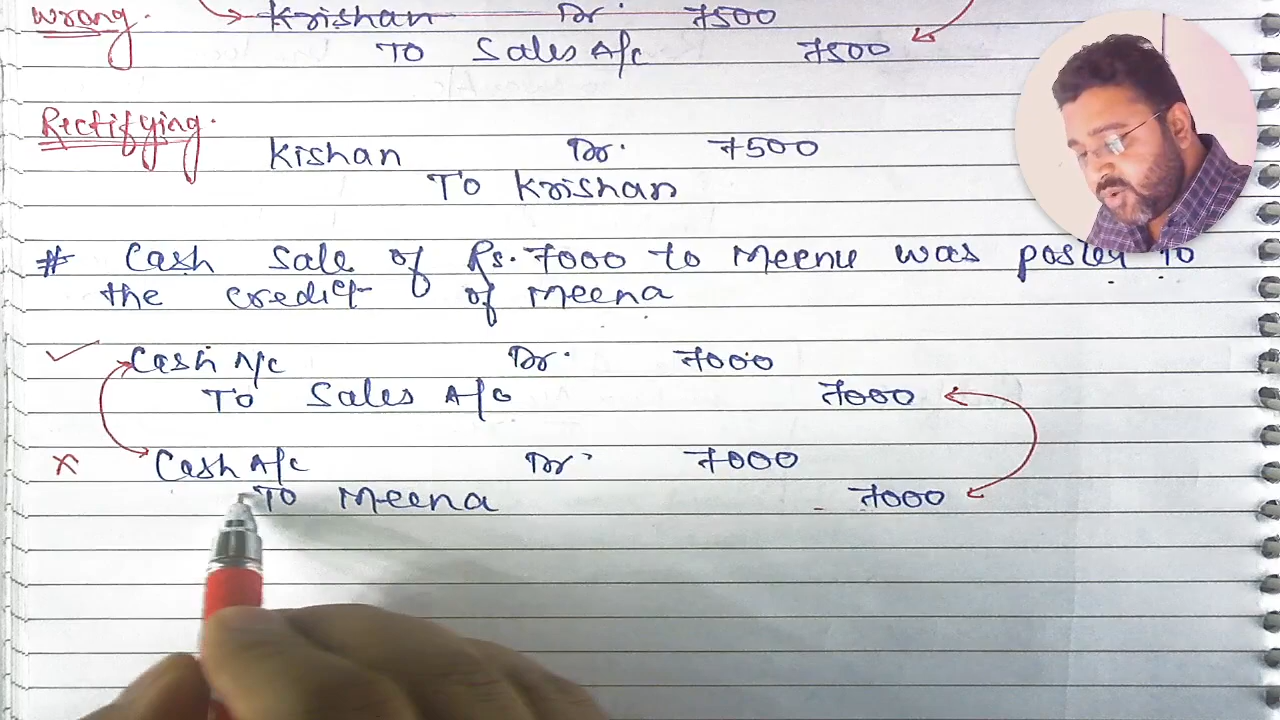 Wrong. Krishan Dr. 7500
TO Sales A/c 7500
Rectifying.
Kishan Dr. 7500
TO Krishan
# Cash Sale of Rs. 7000 to Meenu was posted to
the credit of Meena
Cash A/c Dr. 7000
TO Sales A/c 7000
Cash A/c Dr. 7000
TO Meena 7000